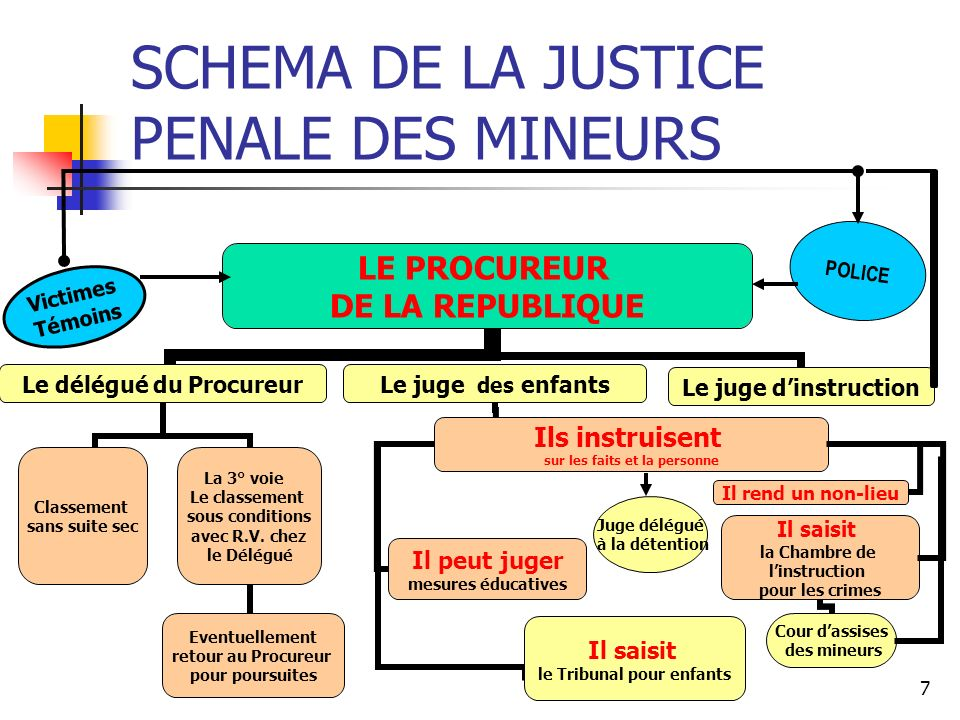 SCHEMA DE LA JUSTICE
PENALE DES MINEURS
LE PROCUREUR
DE LA REPUBLIQUE
POLICE
Victimes
Témoins
Le délégué du Procureur
Le juge des enfants
Le juge d’instruction
Ils instruisent
sur les faits et la personne
Classement
sans suite sec
La 3° voie
Le classement
sous conditions
avec R.V. chez
le Délégué
Il rend un non-lieu
Juge délégué
à la détention
Il saisit
la Chambre de
l’instruction
pour les crimes
Il peut juger
mesures éducatives
Eventuellement
retour au Procureur
pour poursuites
Il saisit
le Tribunal pour enfants
Cour d’assises
des mineurs
7